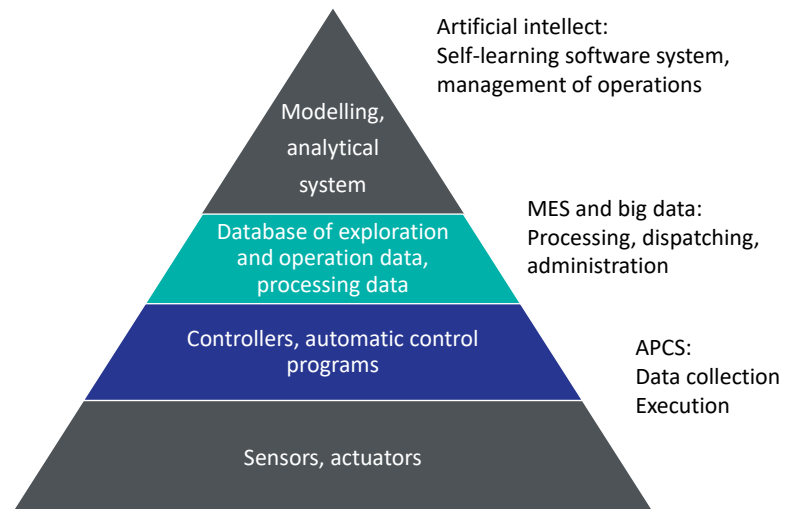 Artificial intellect:
Self-learning software system,
management of operations
Modelling,
analytical
system
MES and big data:
Processing, dispatching,
administration
Database of exploration
and operation data,
processing data
Controllers, automatic control
programs
APCS:
Data collection
Execution
Sensors, actuators